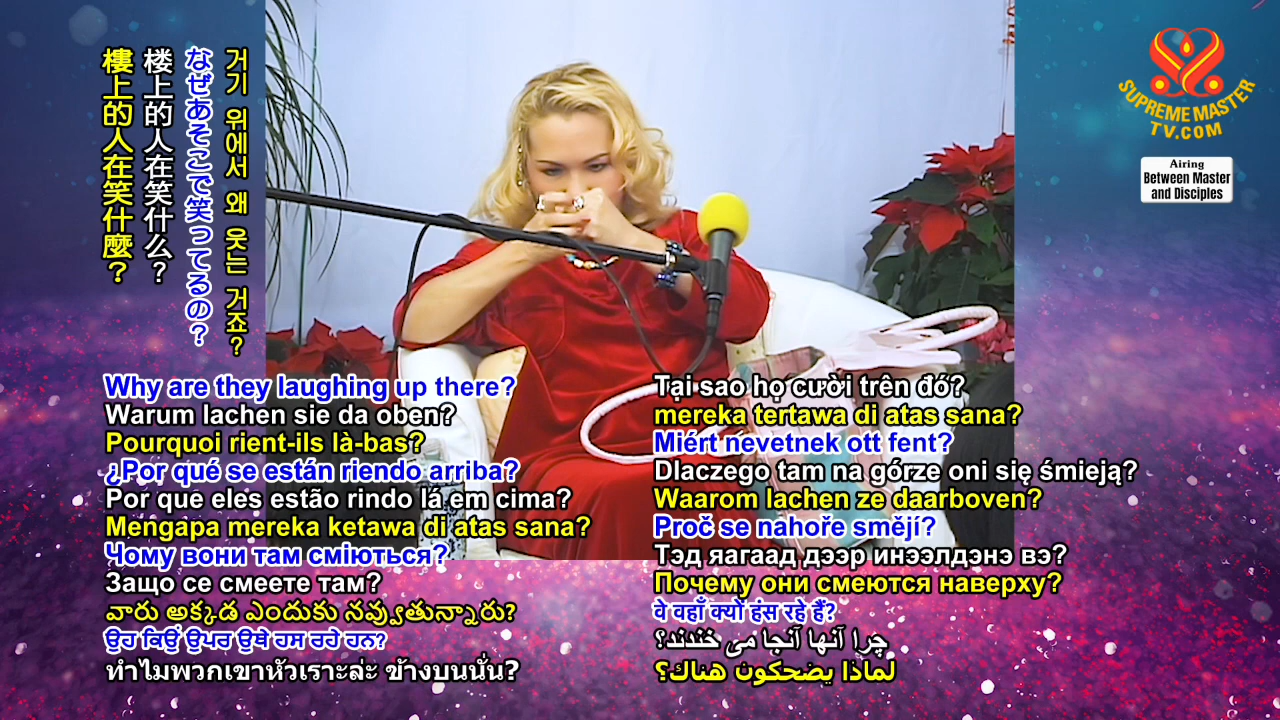 樓上的人在笑什麼？
楼上的人在笑什么？
なぜあそこで笑ってるの？
거기 위에서 왜 웃는 거죠?
SUPREME MASTER
TV.COM
Airing
Between Master
and Disciples
Why are they laughing up there?
Warum lachen sie da oben?
Pourquoi rient-ils là-bas?
¿Por qué se están riendo arriba?
Por que eles estão rindo lá em cima?
Mengapa mereka ketawa di atas sana?
Чому вони там сміються?
Защо се смеете там?
వారు అక్కడ ఎందుకు నవ్వుతున్నారు?
ਉਹ ਕਿਉਂ ਉਪਰ ਉਥੇ ਹਸ ਰਹੇ ਹਨ?
ทำไมพวกเขาหัวเราะล่ะ ข้างบนนั่น?
Tại sao họ cười trên đó?
mereka tertawa di atas sana?
Miért nevetnek ott fent?
Dlaczego tam na górze oni się śmieją?
Waarom lachen ze daarboven?
Proč se nahoře smějí?
Тэд яагаад дээр инээлдэнэ вэ?
Почему они смеются наверху?
वे वहाँ क्यों हंस रहे हैं?
چرا آنها آنجا می خندند؟
لماذا يضحكون هناك؟